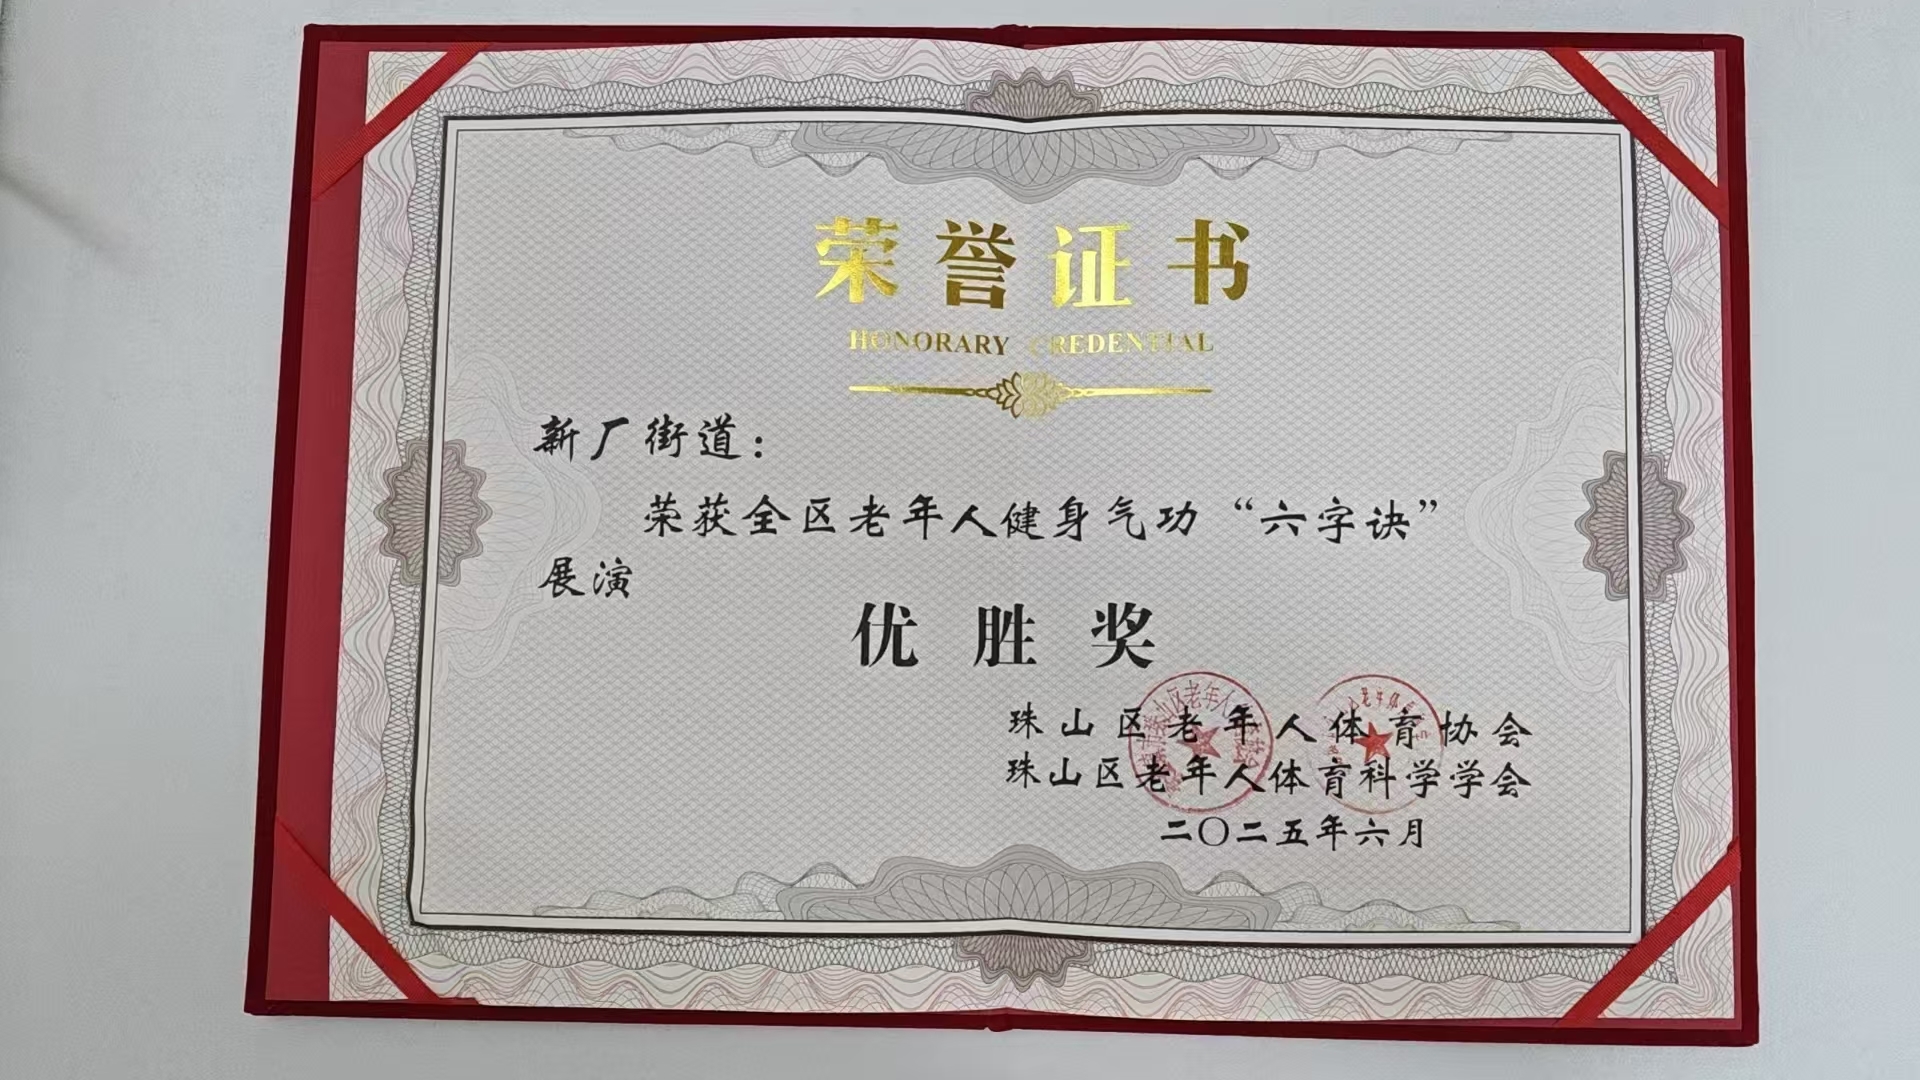 荣誉证书
HONORARY CREDENTIAL
新厂街道：
荣获全区老年人健身气功“六字诀”
展演
优胜奖
珠山区老年人体育协会
珠山区老年人体育科学学会
二〇二五年六月